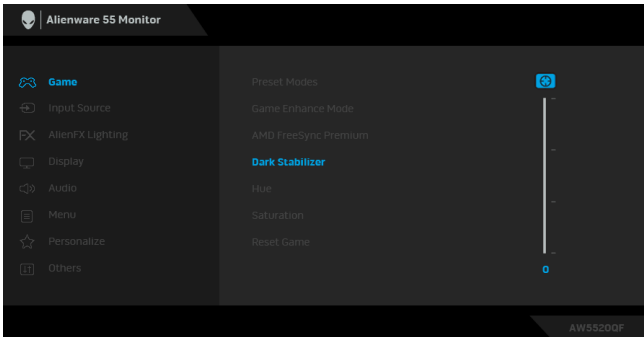 Alienware 55 Monitor
Game
Input Source
AlienFX Lighting
Display
Audio
Menu
Personalize
Others
Preset Modes
Game Enhance Mode
AMD FreeSync Premium
Dark Stabilizer
Hue
Saturation
Reset Game
0
AW5520QF